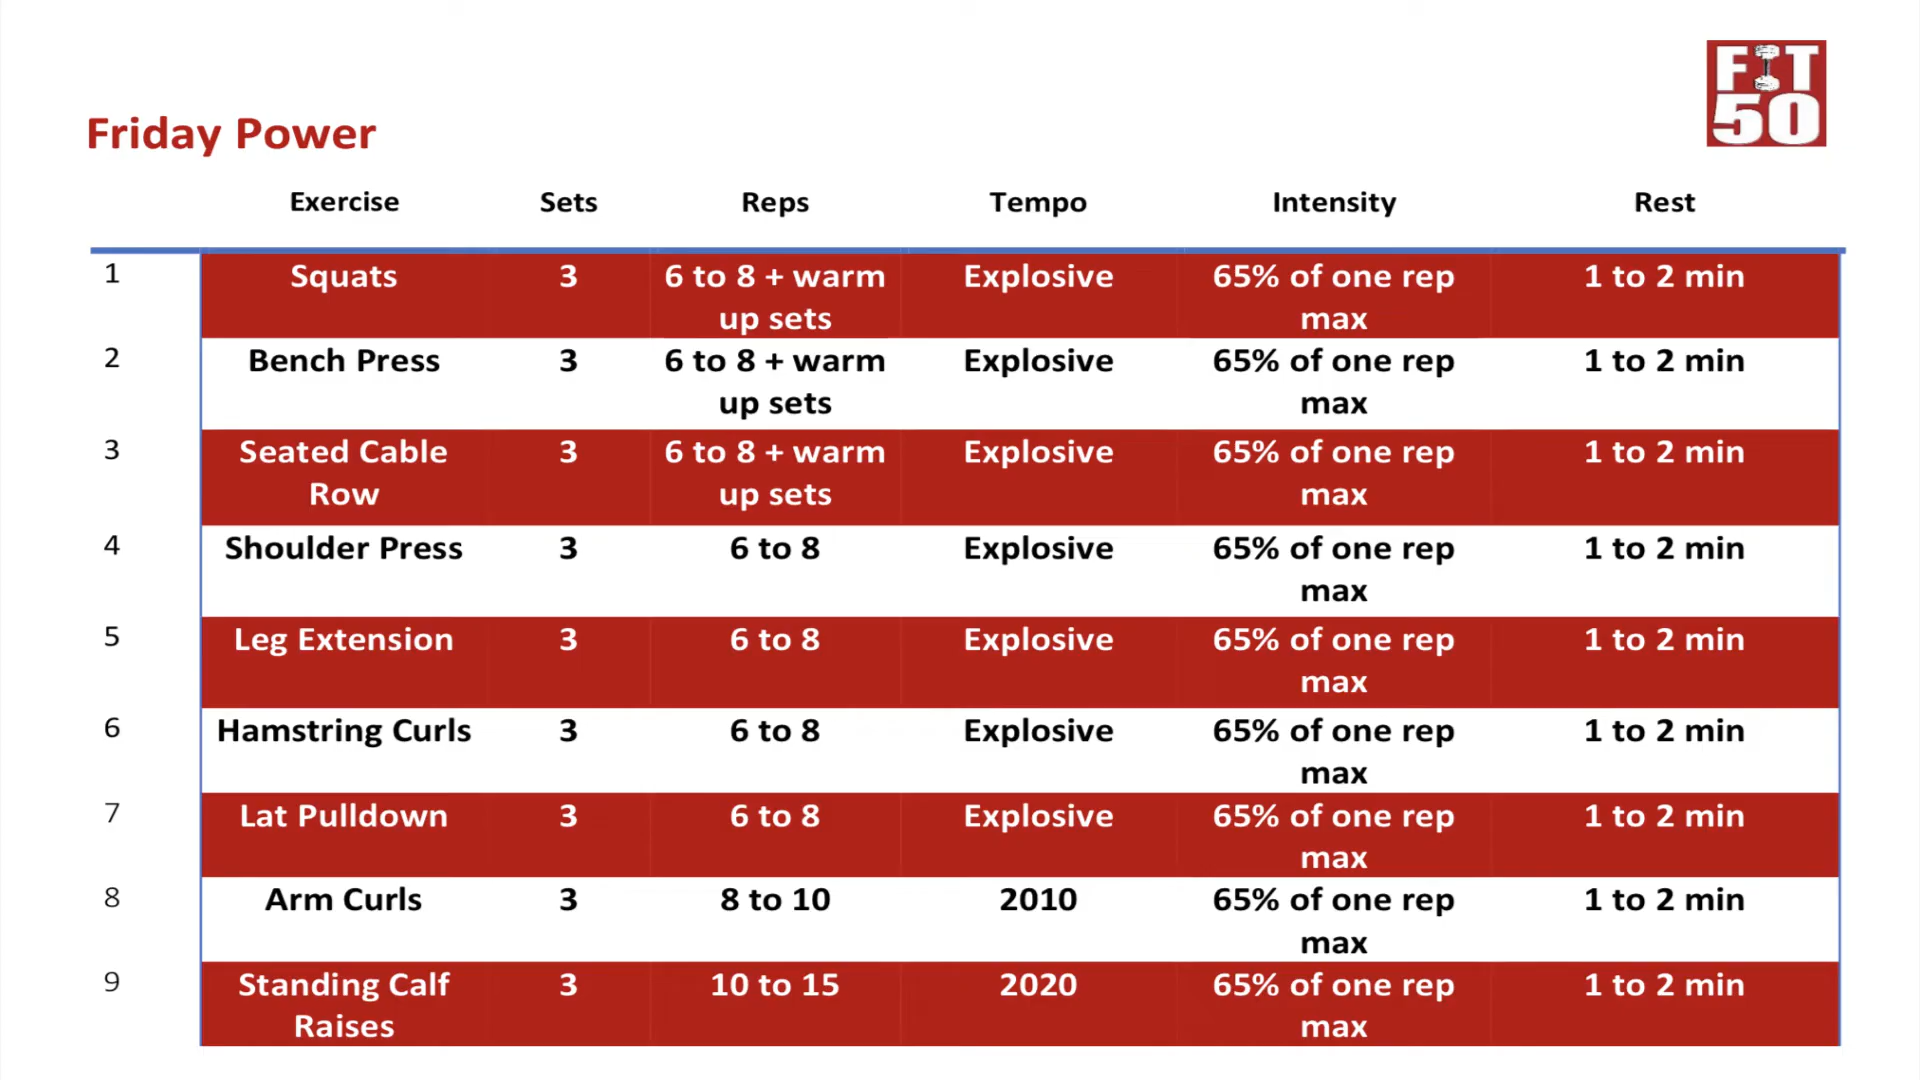 FIT
50
Friday Power
Exercise Sets Reps Tempo Intensity Rest
1 Squats 3 6 to 8 + warm Explosive 65% of one rep 1 to 2 min
up sets max
2 Bench Press 3 6 to 8 + warm Explosive 65% of one rep 1 to 2 min
up sets max
3 Seated Cable 3 6 to 8 + warm Explosive 65% of one rep 1 to 2 min
Row up sets max
4 Shoulder Press 3 6 to 8 Explosive 65% of one rep 1 to 2 min
max
5 Leg Extension 3 6 to 8 Explosive 65% of one rep 1 to 2 min
max
6 Hamstring Curls 3 6 to 8 Explosive 65% of one rep 1 to 2 min
max
7 Lat Pulldown 3 6 to 8 Explosive 65% of one rep 1 to 2 min
max
8 Arm Curls 3 8 to 10 2010 65% of one rep 1 to 2 min
max
9 Standing Calf 3 10 to 15 2020 65% of one rep 1 to 2 min
Raises max